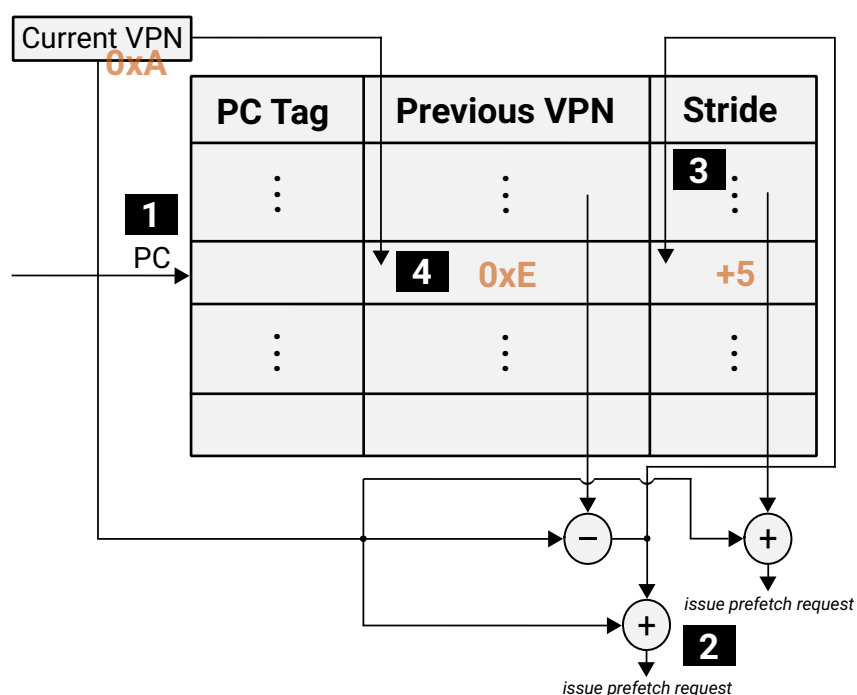 Current VPN
0xA
PC Tag Previous VPN Stride
⋮ ⋮ 3 ⋮
1
PC
4 0xE +5
⋮ ⋮ ⋮
− +
issue prefetch request
+ 2
issue prefetch request